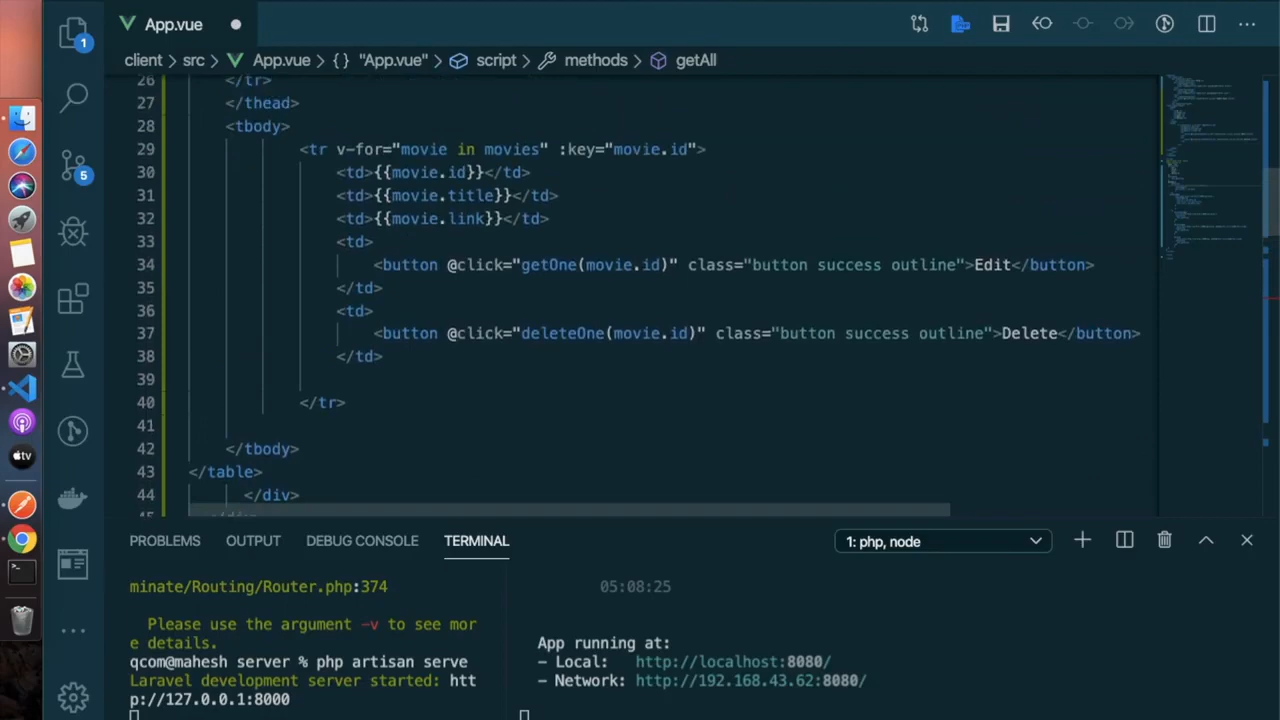 App.vue
client > src > App.vue > {} "App.vue" > script > methods > getAll
26 </tr>
27 </thead>
28 <tbody>
29 <tr v-for="movie in movies" :key="movie.id">
30 <td>{{movie.id}}</td>
31 <td>{{movie.title}}</td>
32 <td>{{movie.link}}</td>
33 <td>
34 <button @click="getOne(movie.id)" class="button success outline">Edit</button>
35 </td>
36 <td>
37 <button @click="deleteOne(movie.id)" class="button success outline">Delete</button>
38 </td>
39
40 </tr>
41
42 </tbody>
43 </table>
44 </div>
1
5
tv
PROBLEMS OUTPUT DEBUG CONSOLE TERMINAL 1: php, node
minate/Routing/Router.php:374
Please use the argument -v to see mor
e details.
qcom@mahesh server % php artisan serve
Laravel development server started: htt
p://127.0.0.1:8000
05:08:25
App running at:
- Local: http://localhost:8080/
- Network: http://192.168.43.62:8080/